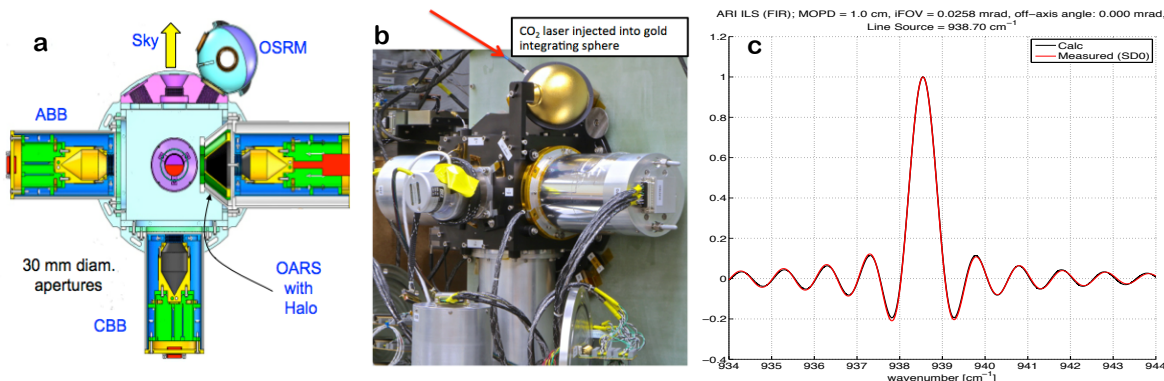 a
Sky
OSRM
ABB
30 mm diam.
apertures
OARS
with
Halo
CBB
b
CO₂ laser injected into gold
integrating sphere
ARI ILS (FIR); MOPD = 1.0 cm, iFOV = 0.0258 mrad, off-axis angle: 0.000 mrad,
Line Source = 938.70 cm⁻¹
c
Calc
Measured (SD0)
1.2
1
0.8
0.6
0.4
0.2
0
-0.2
-0.4
934 935 936 937 938 939 940 941 942 943 944
wavenumber [cm⁻¹]